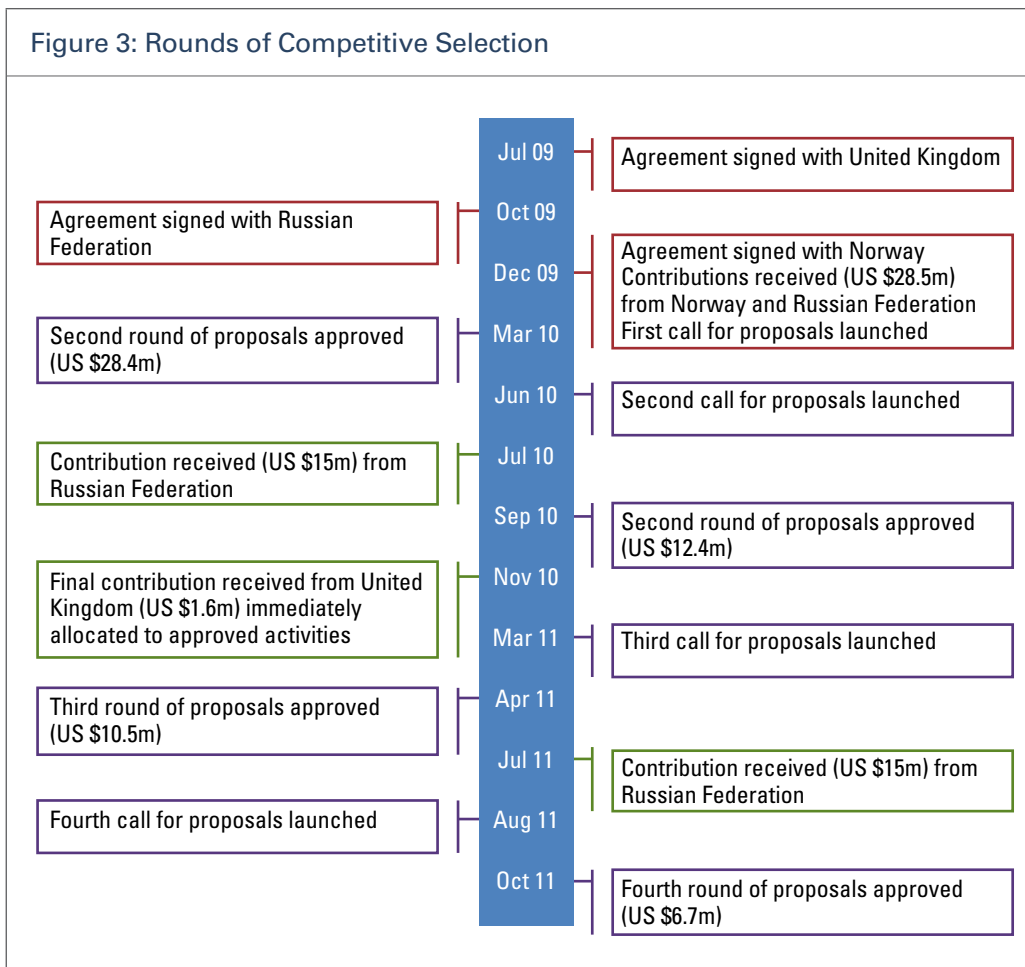 Figure 3: Rounds of Competitive Selection
Jul 09
Agreement signed with United Kingdom
Oct 09
Agreement signed with Russian
Federation
Dec 09
Agreement signed with Norway
Contributions received (US $28.5m)
from Norway and Russian Federation
First call for proposals launched
Mar 10
Second round of proposals approved
(US $28.4m)
Jun 10
Second call for proposals launched
Jul 10
Contribution received (US $15m) from
Russian Federation
Sep 10
Second round of proposals approved
(US $12.4m)
Nov 10
Final contribution received from United
Kingdom (US $1.6m) immediately
allocated to approved activities
Mar 11
Third call for proposals launched
Apr 11
Third round of proposals approved
(US $10.5m)
Jul 11
Contribution received (US $15m) from
Russian Federation
Aug 11
Fourth call for proposals launched
Oct 11
Fourth round of proposals approved
(US $6.7m)